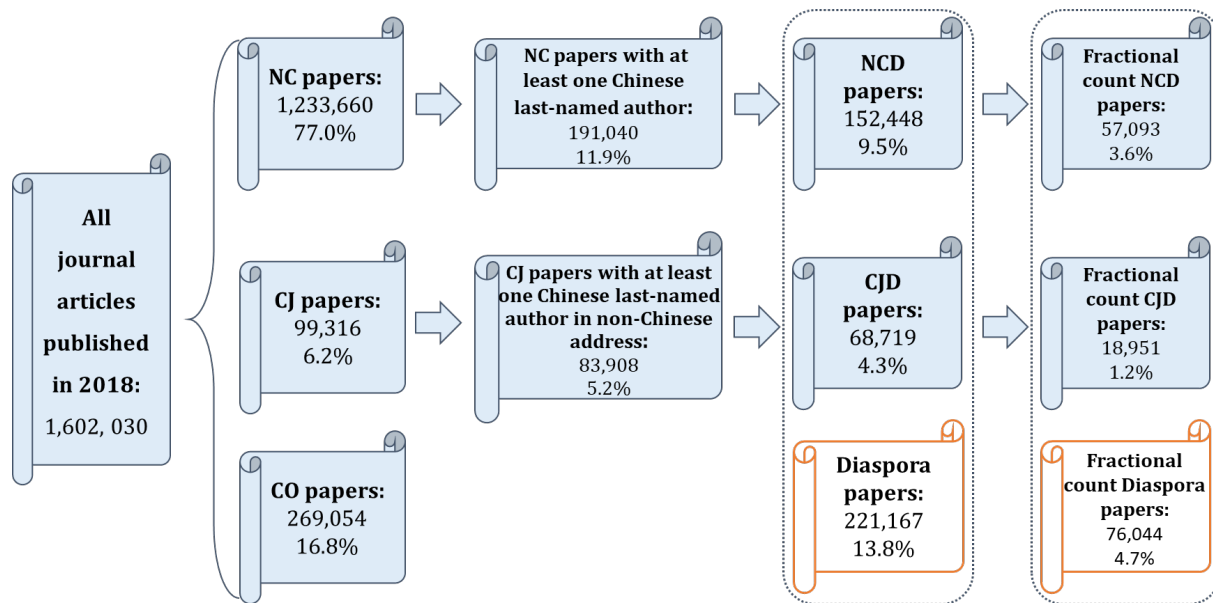 All
journal
articles
published
in 2018:
1,602, 030
NC papers:
1,233,660
77.0%
NC papers with at
least one Chinese
last-named author:
191,040
11.9%
NCD
papers:
152,448
9.5%
Fractional
count NCD
papers:
57,093
3.6%
CJ papers:
99,316
6.2%
CJ papers with at least
one Chinese last-named
author in non-Chinese
address:
83,908
5.2%
CJD
papers:
68,719
4.3%
Fractional
count CJD
papers:
18,951
1.2%
CO papers:
269,054
16.8%
Diaspora
papers:
221,167
13.8%
Fractional
count Diaspora
papers:
76,044
4.7%